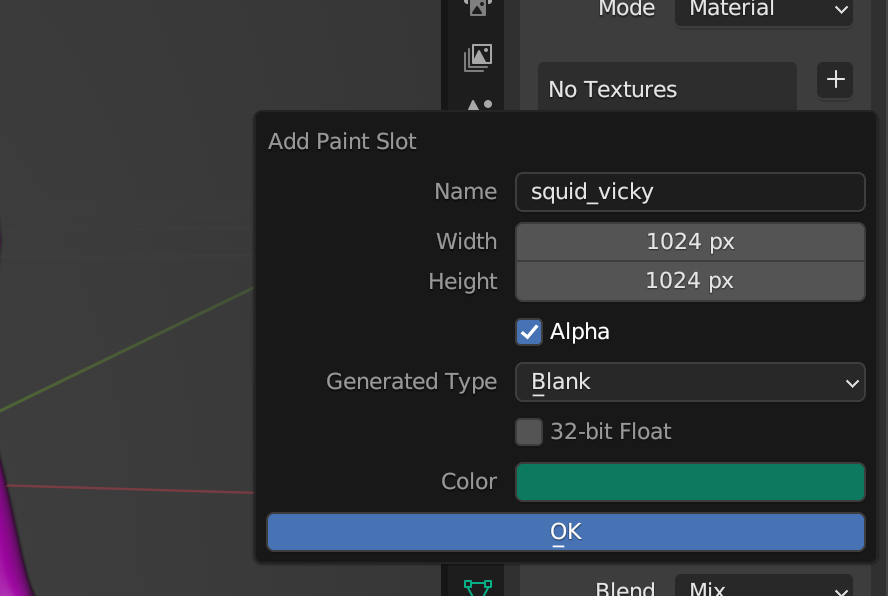 Mode Material
No Textures
Add Paint Slot
Name squid_vicky
Width 1024 px
Height 1024 px
Alpha
Generated Type Blank
32-bit Float
Color
OK
Blend Mix